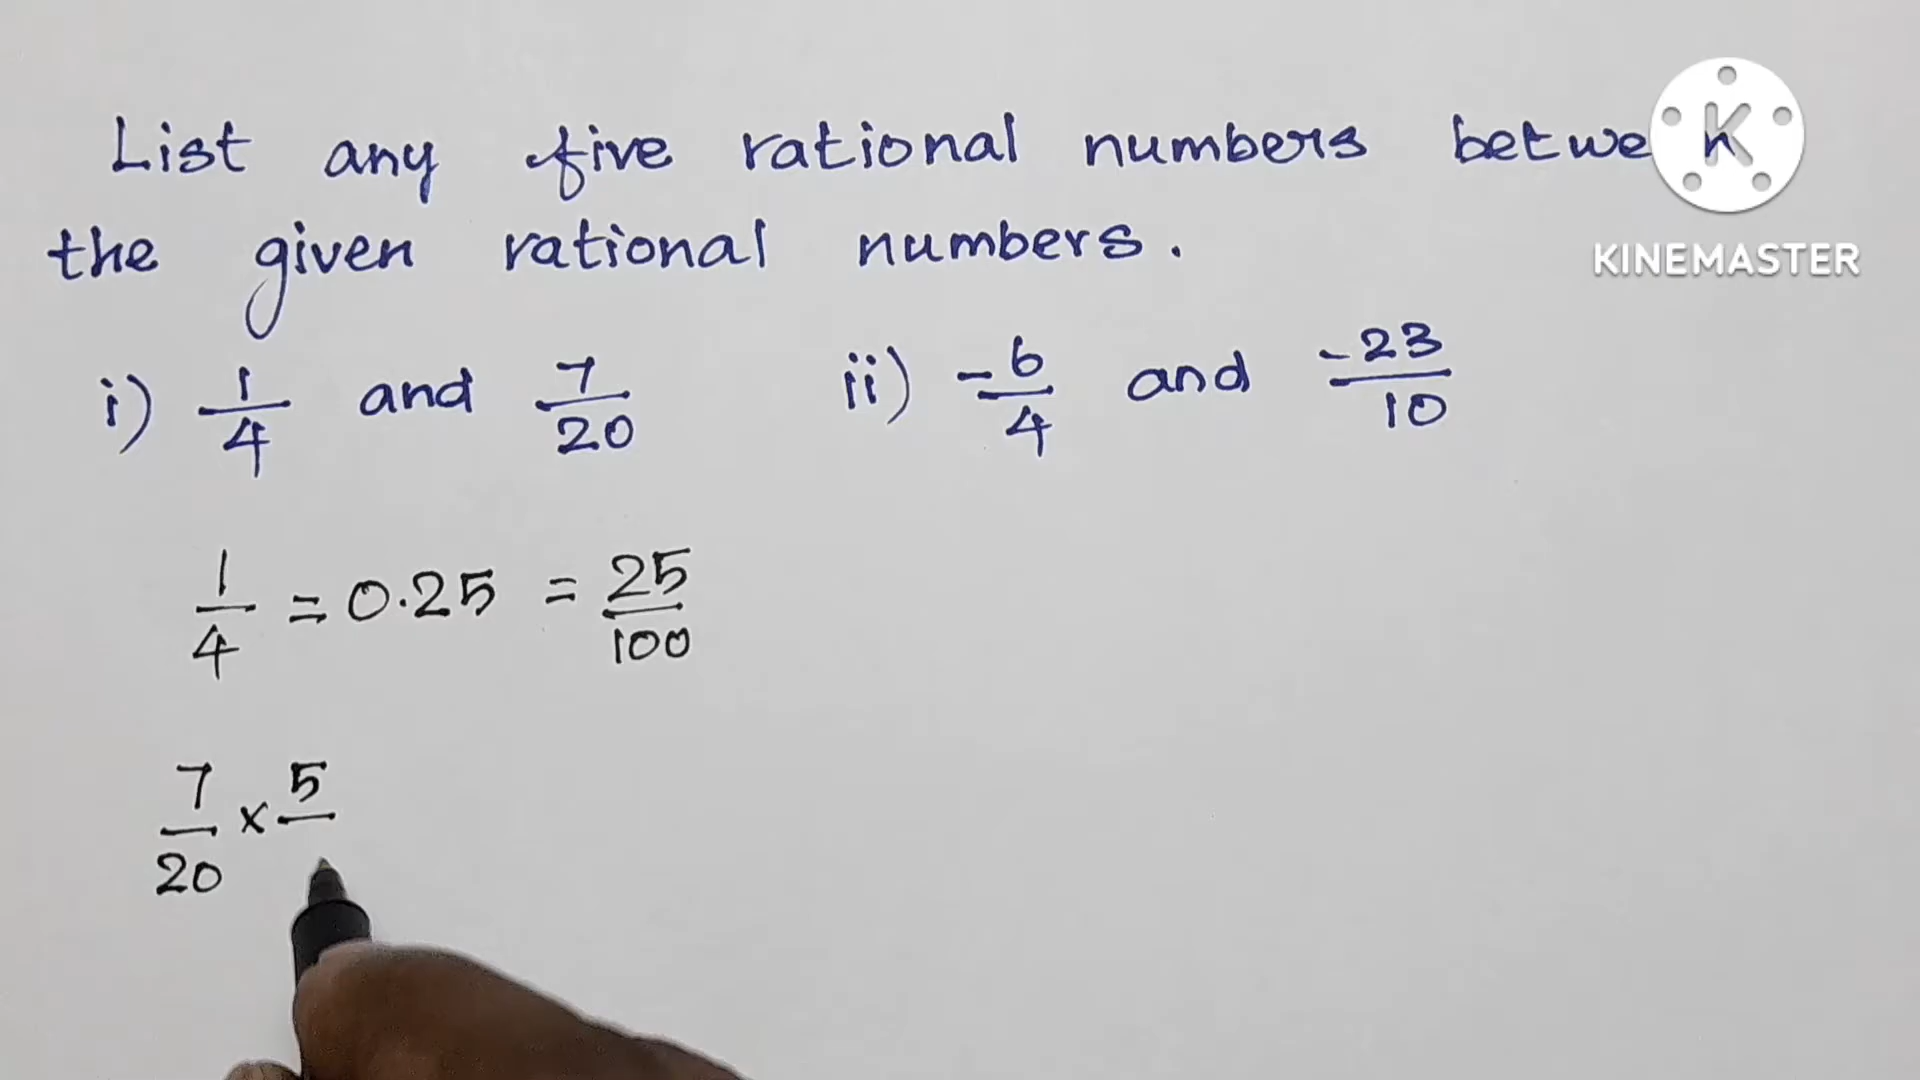 List any five rational numbers betwe n
the given rational numbers.
i) 1/4 and 7/20 ii) -6/4 and -23/10
1/4 = 0.25 = 25/100
7/20 × 5/
K
KINEMASTER